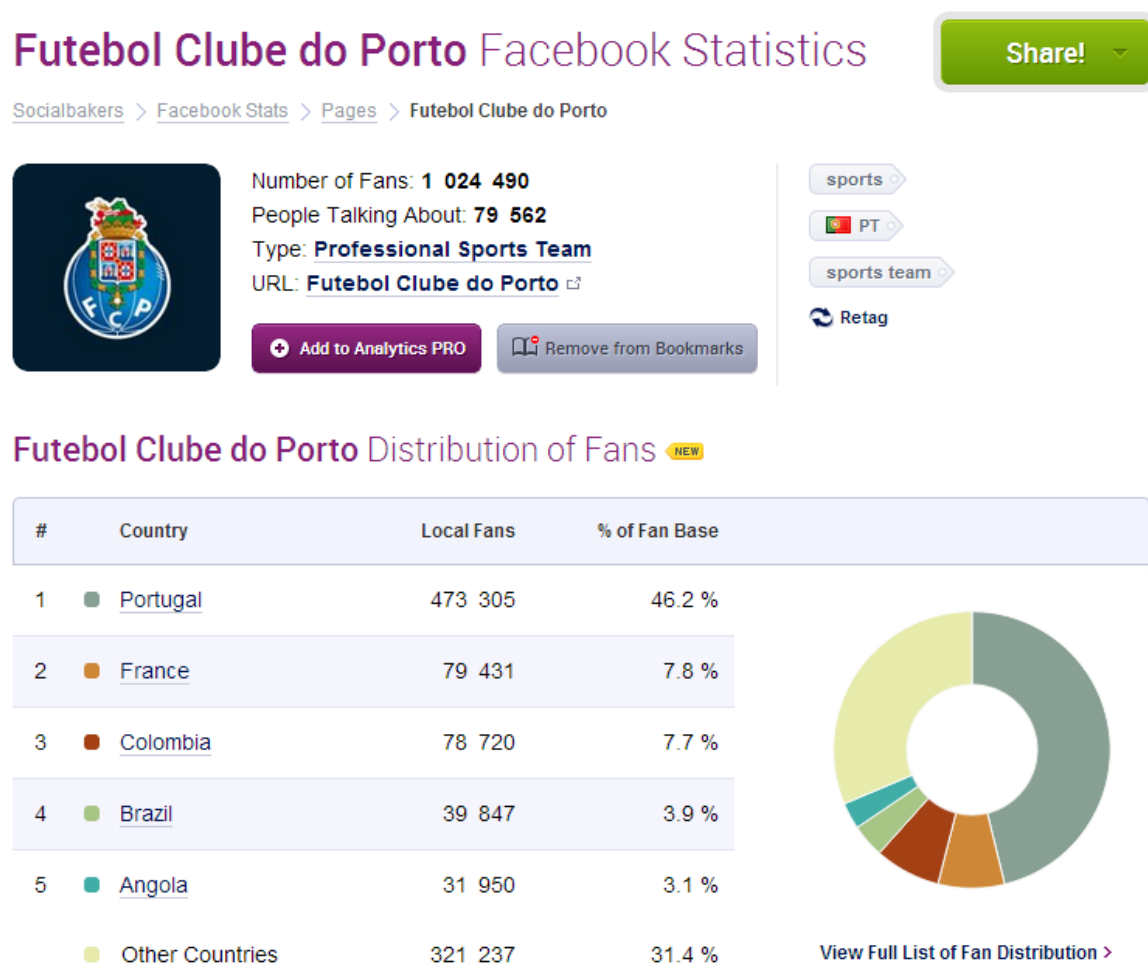 Futebol Clube do Porto Facebook Statistics
Share!
Socialbakers > Facebook Stats > Pages > Futebol Clube do Porto
FCP
Number of Fans: 1 024 490
People Talking About: 79 562
Type: Professional Sports Team
URL: Futebol Clube do Porto
Add to Analytics PRO
Remove from Bookmarks
sports
PT
sports team
Retag
Futebol Clube do Porto Distribution of Fans NEW
# Country Local Fans % of Fan Base
1 Portugal 473 305 46.2 %
2 France 79 431 7.8 %
3 Colombia 78 720 7.7 %
4 Brazil 39 847 3.9 %
5 Angola 31 950 3.1 %
Other Countries 321 237 31.4 %
View Full List of Fan Distribution >